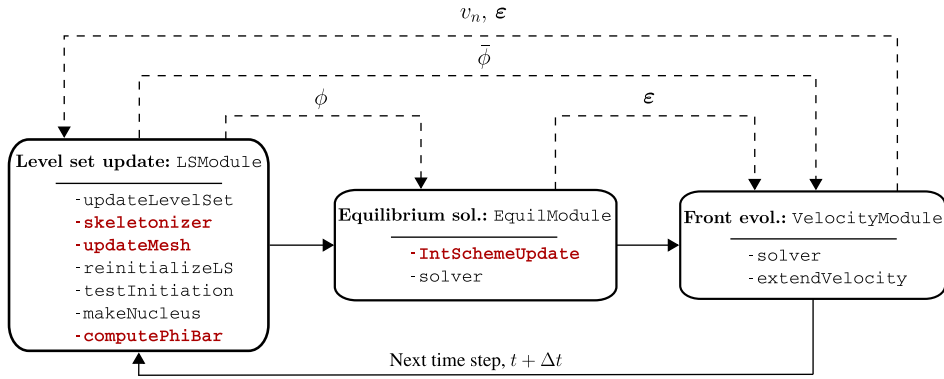 v_n, ε
ϕ̄
ϕ
ε
Level set update: LSModule
-updateLevelSet
-skeletonizer
-updateMesh
-reinitializeLS
-testInitiation
-makeNucleus
-computePhiBar
Equilibrium sol.: EquilModule
-IntSchemeUpdate
-solver
Front evol.: VelocityModule
-solver
-extendVelocity
Next time step, t + Δt